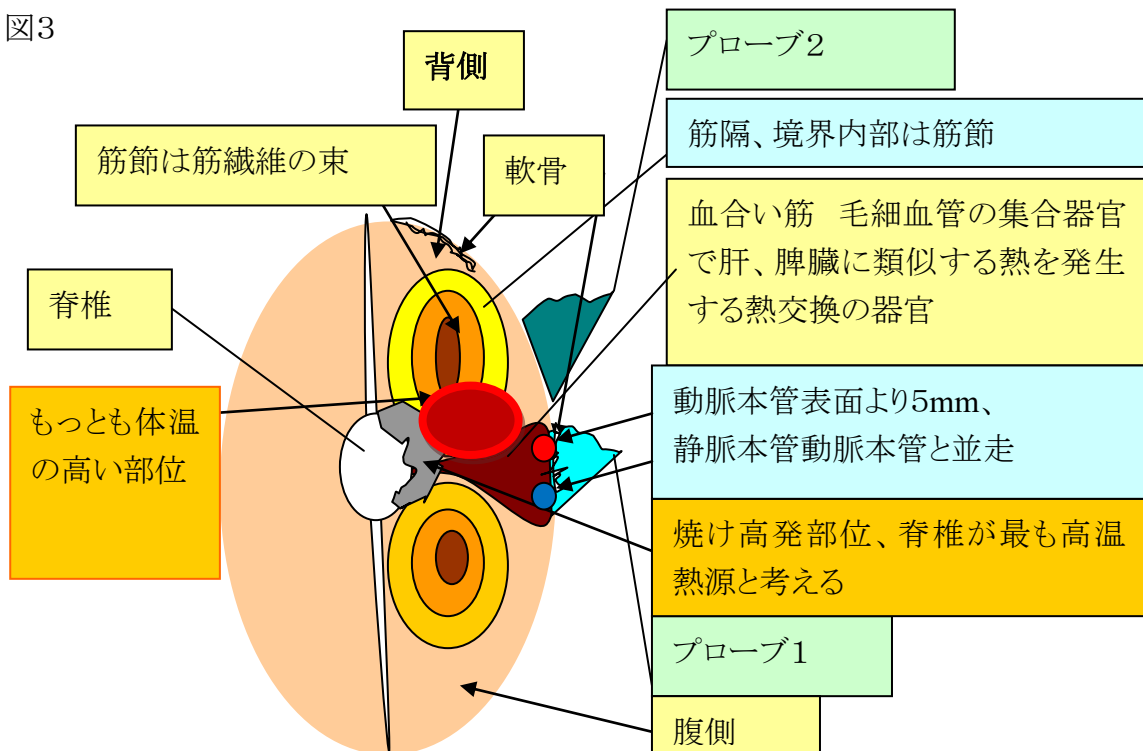 図3
背側
筋節は筋繊維の束
軟骨
脊椎
もっとも体温
の高い部位
プローブ2
筋隔、境界内部は筋節
血合い筋 毛細血管の集合器官
で肝、脾臓に類似する熱を発生
する熱交換の器官
動脈本管表面より5mm、
静脈本管動脈本管と並走
焼け高発部位、脊椎が最も高温
熱源と考える
プローブ1
腹側